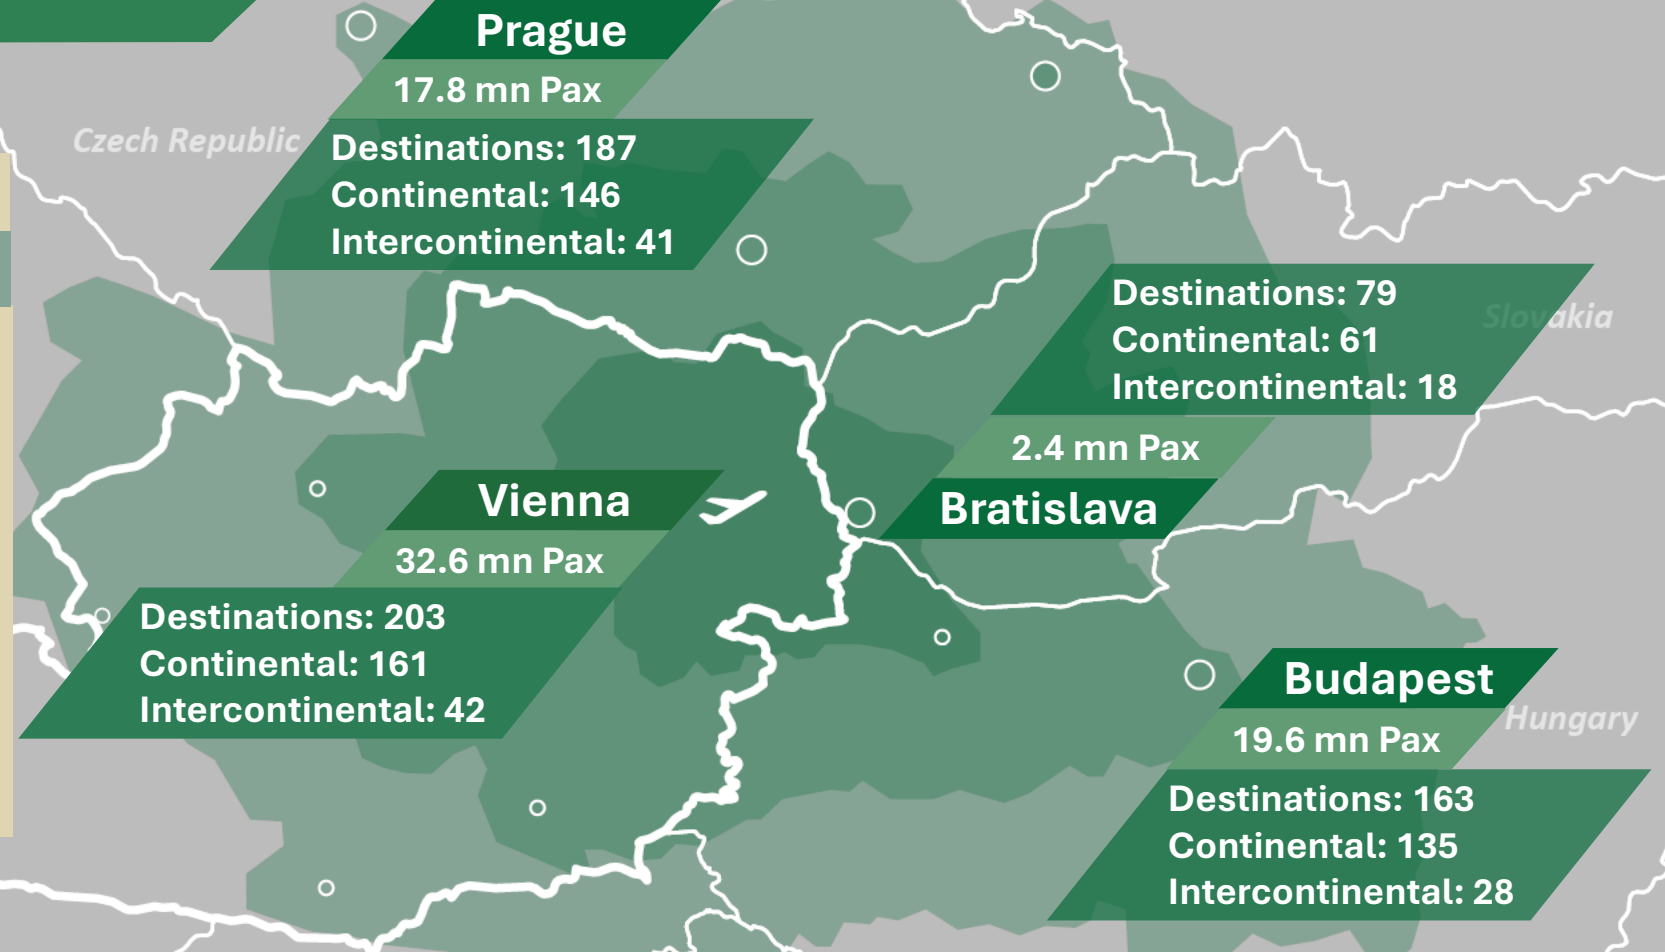 Prague
17.8 mn Pax
Czech Republic
Destinations: 187
Continental: 146
Intercontinental: 41
Destinations: 79
Continental: 61
Intercontinental: 18
Slovakia
2.4 mn Pax
Bratislava
Vienna
32.6 mn Pax
Destinations: 203
Continental: 161
Intercontinental: 42
Budapest
Hungary
19.6 mn Pax
Destinations: 163
Continental: 135
Intercontinental: 28